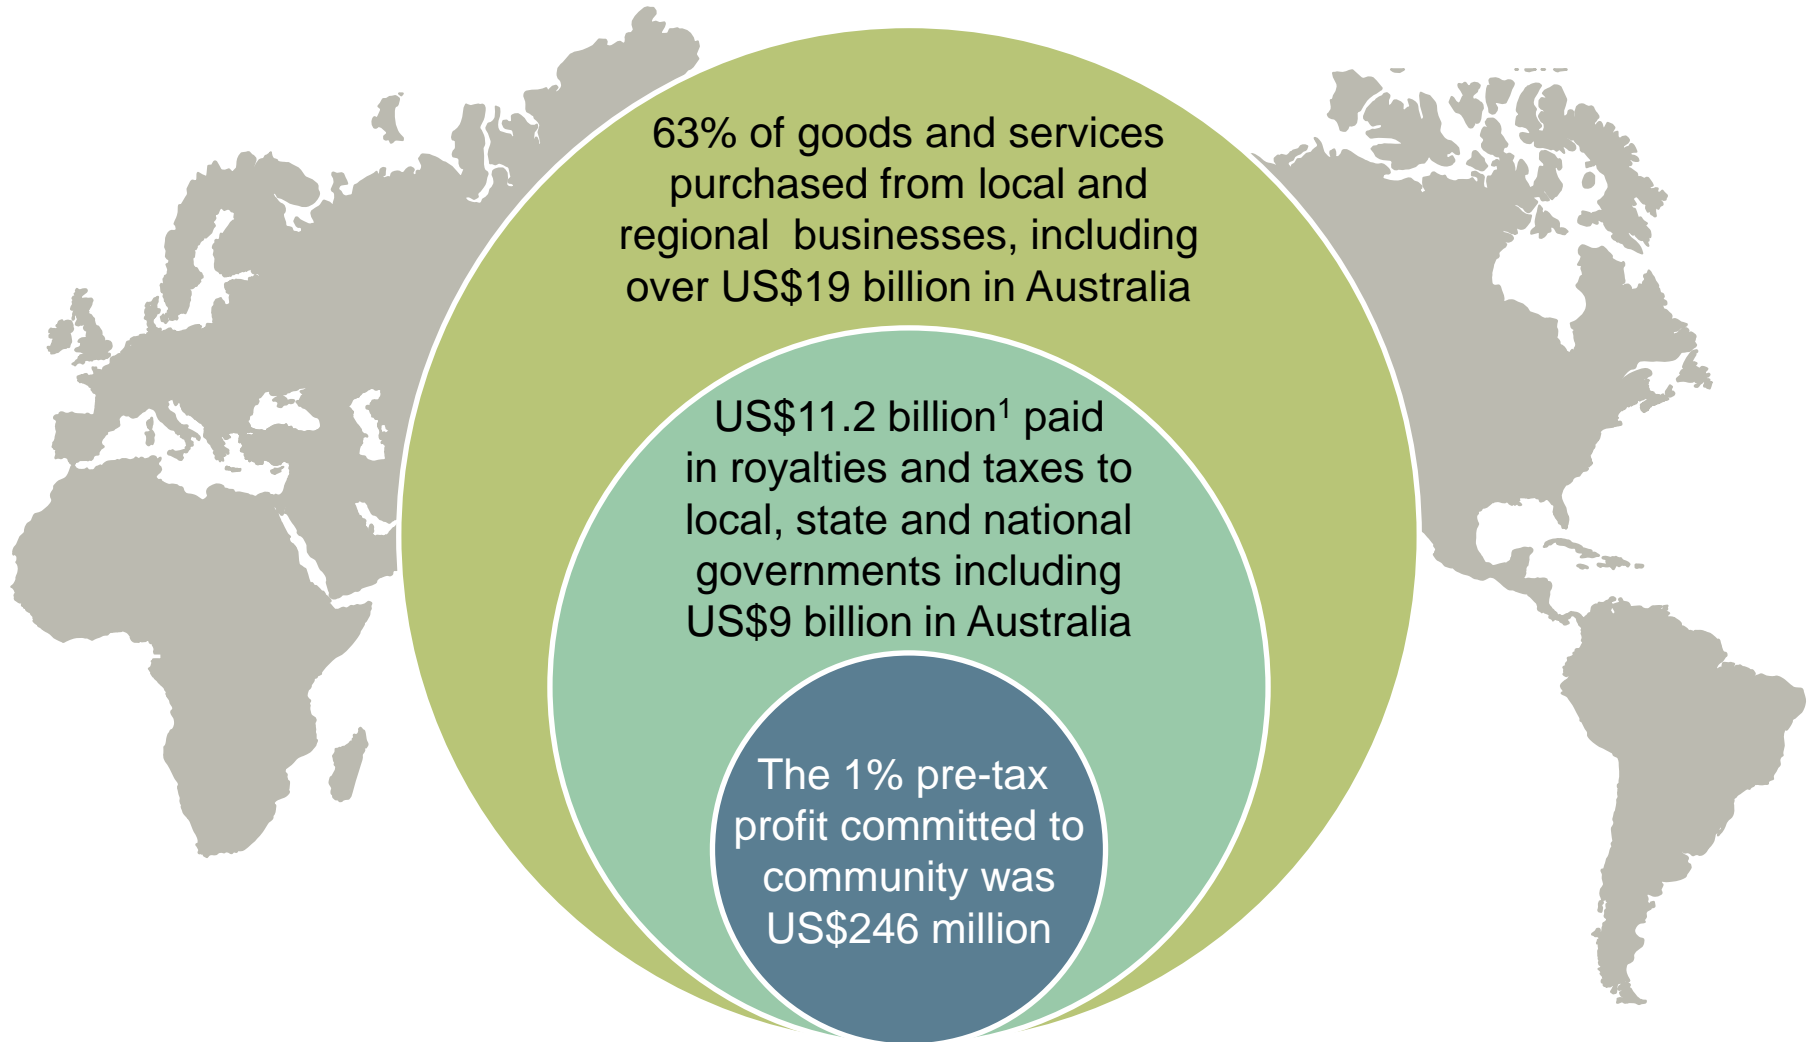 63% of goods and services
purchased from local and
regional  businesses, including
over US$19 billion in Australia
US$11.2 billion¹ paid
in royalties and taxes to
local, state and national
governments including
US$9 billion in Australia
The 1% pre-tax
profit committed to
community was
US$246 million